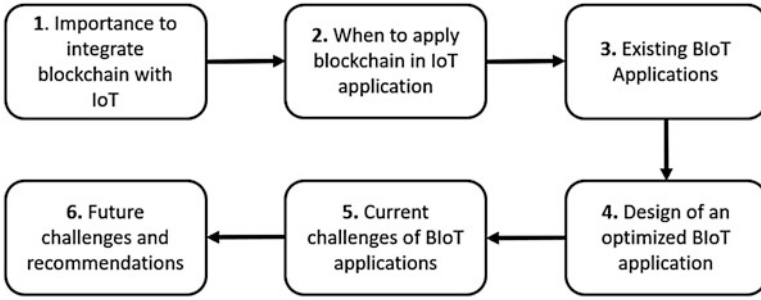 1. Importance to
integrate
blockchain with
IoT
2. When to apply
blockchain in IoT
application
3. Existing BIoT
Applications
4. Design of an
optimized BIoT
application
5. Current
challenges of BIoT
applications
6. Future
challenges and
recommendations